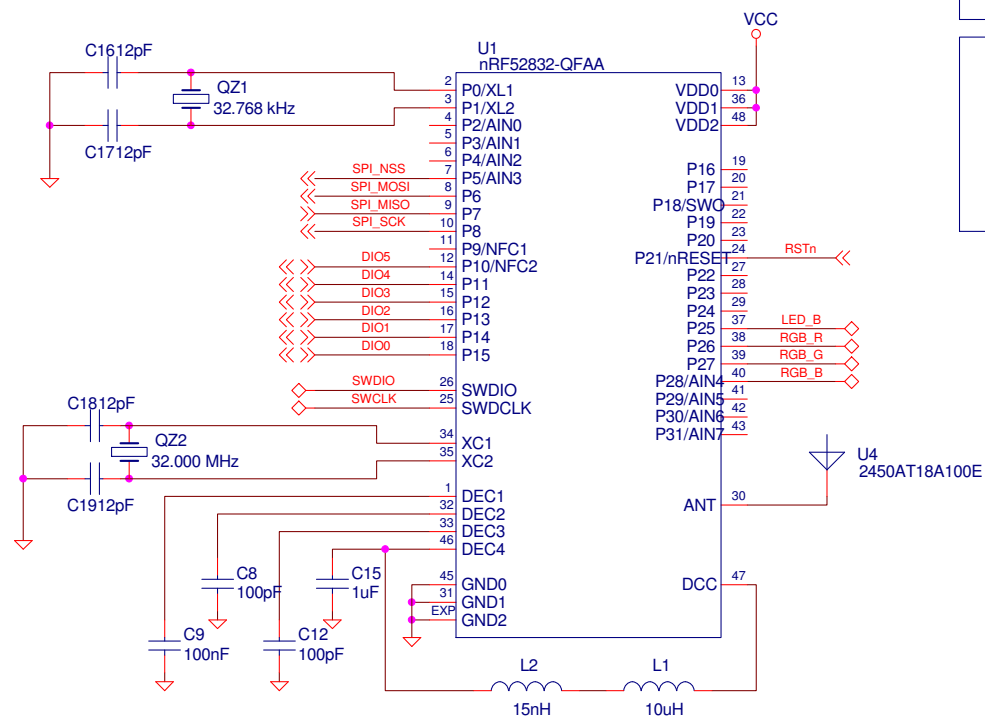 VCC
C1612pF
U1
nRF52832-QFAA
QZ1
32.768 kHz
C1712pF
2 P0/XL1
3 P1/XL2
4 P2/AIN0
5 P3/AIN1
6 P4/AIN2
SPI_NSS 7 P5/AIN3
SPI_MOSI 8 P6
SPI_MISO 9 P7
SPI_SCK 10 P8
11 P9/NFC1
DIO5 12 P10/NFC2
DIO4 14 P11
DIO3 15 P12
DIO2 16 P13
DIO1 17 P14
DIO0 18 P15
SWDIO 26 SWDIO
SWCLK 25 SWDCLK
C1812pF
QZ2
32.000 MHz
C1912pF
34 XC1
35 XC2
1 DEC1
32 DEC2
33 DEC3
46 DEC4
45 GND0
31 GND1
EXP GND2
VDD0 13
VDD1 36
VDD2 48
P16 19
P17 20
P18/SWO 21
P19 22
P20 23
P21/nRESET 24 RSTn
P22 27
P23 28
P24 29
P25 37 LED_B
P26 38 RGB_R
P27 39 RGB_G
P28/AIN4 40 RGB_B
P29/AIN5 41
P30/AIN6 42
P31/AIN7 43
U4
2450AT18A100E
ANT 30
DCC 47
C8
100pF
C15
1uF
C9
100nF
C12
100pF
L2
15nH
L1
10uH